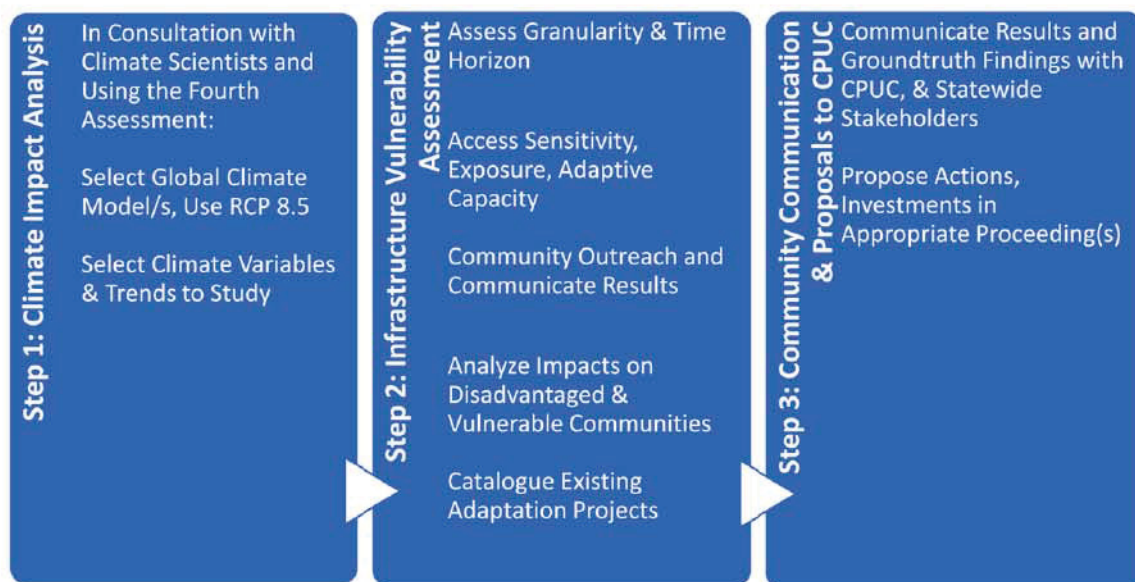 Step 1: Climate Impact Analysis
In Consultation with
Climate Scientists and
Using the Fourth
Assessment:
Select Global Climate
Model/s, Use RCP 8.5
Select Climate Variables
& Trends to Study
Step 2: Infrastructure Vulnerability
Assessment
Assess Granularity & Time
Horizon
Access Sensitivity,
Exposure, Adaptive
Capacity
Community Outreach and
Communicate Results
Analyze Impacts on
Disadvantaged &
Vulnerable Communities
Catalogue Existing
Adaptation Projects
Step 3: Community Communication
& Proposals to CPUC
Communicate Results and
Groundtruth Findings with
CPUC, & Statewide
Stakeholders
Propose Actions,
Investments in
Appropriate Proceeding(s)